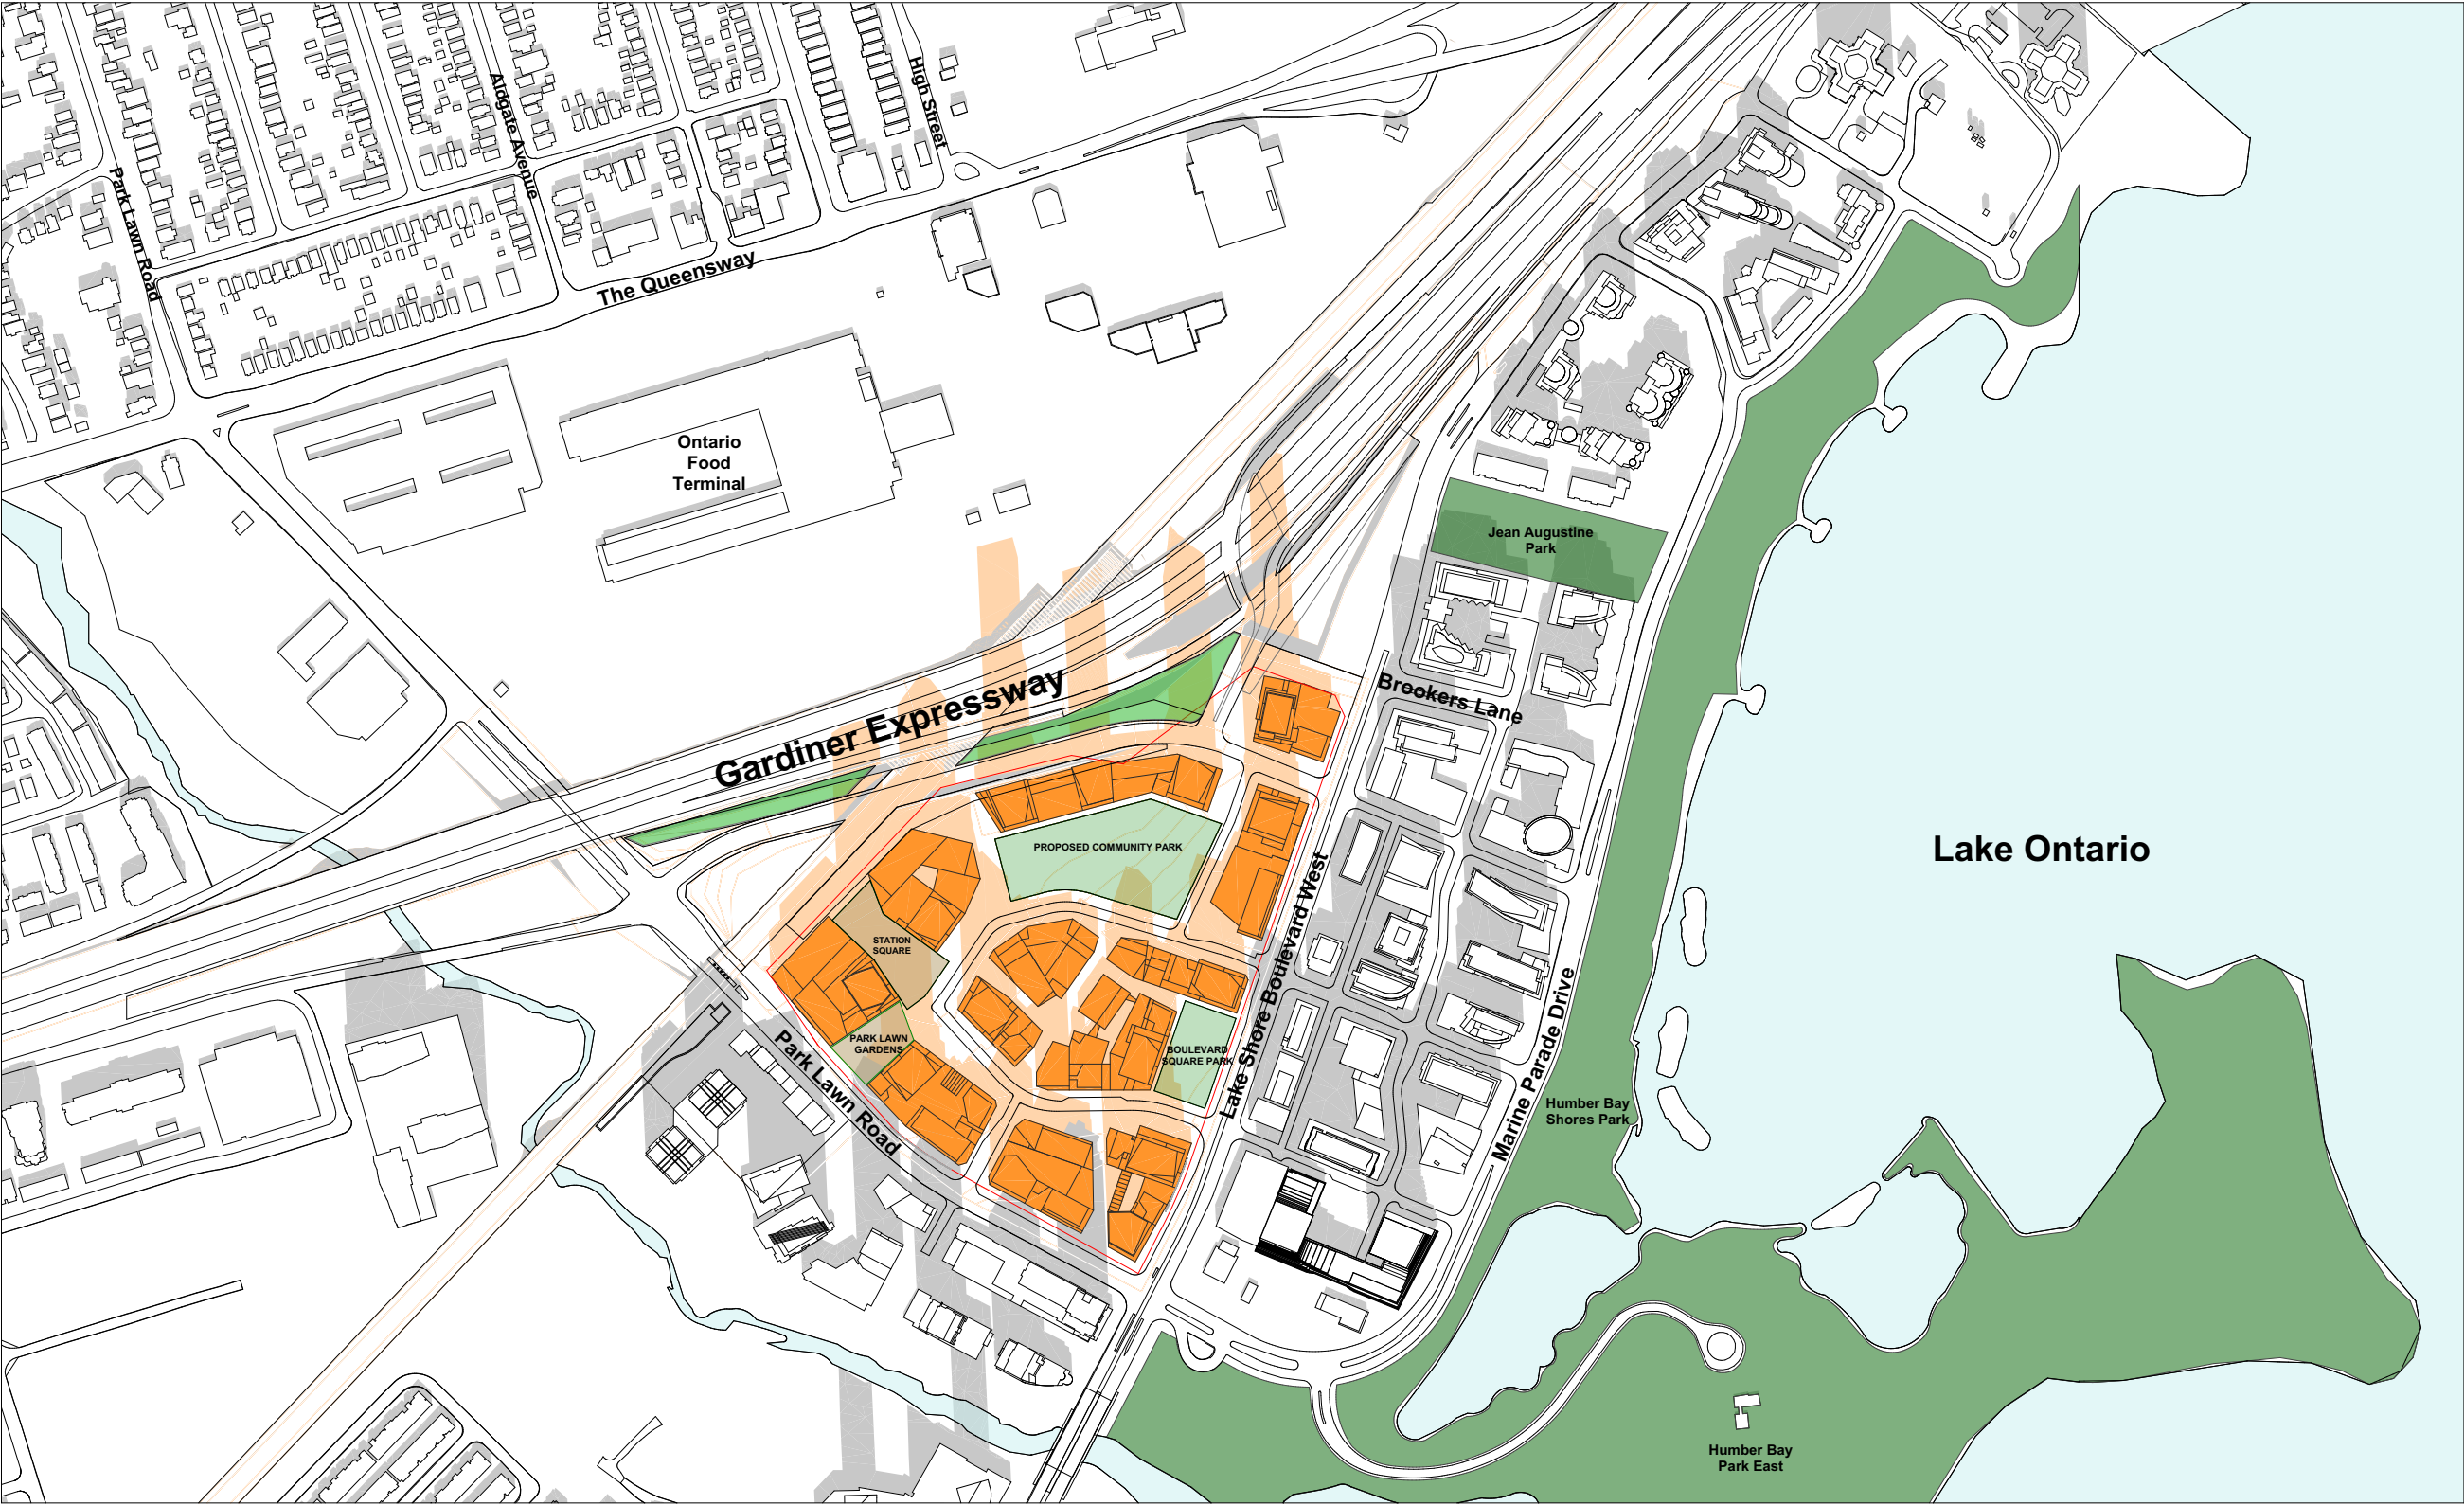 High Street
Aldgate Avenue
Park Lawn Road
The Queensway
Ontario
Food
Terminal
Jean Augustine
Park
Brookers Lane
Gardiner Expressway
PROPOSED COMMUNITY PARK
Lake Ontario
STATION
SQUARE
Lake Shore Boulevard West
PARK LAWN
GARDENS
BOULEVARD
SQUARE PARK
Park Lawn Road
Marine Parade Drive
Humber Bay
Shores Park
Humber Bay
Park East